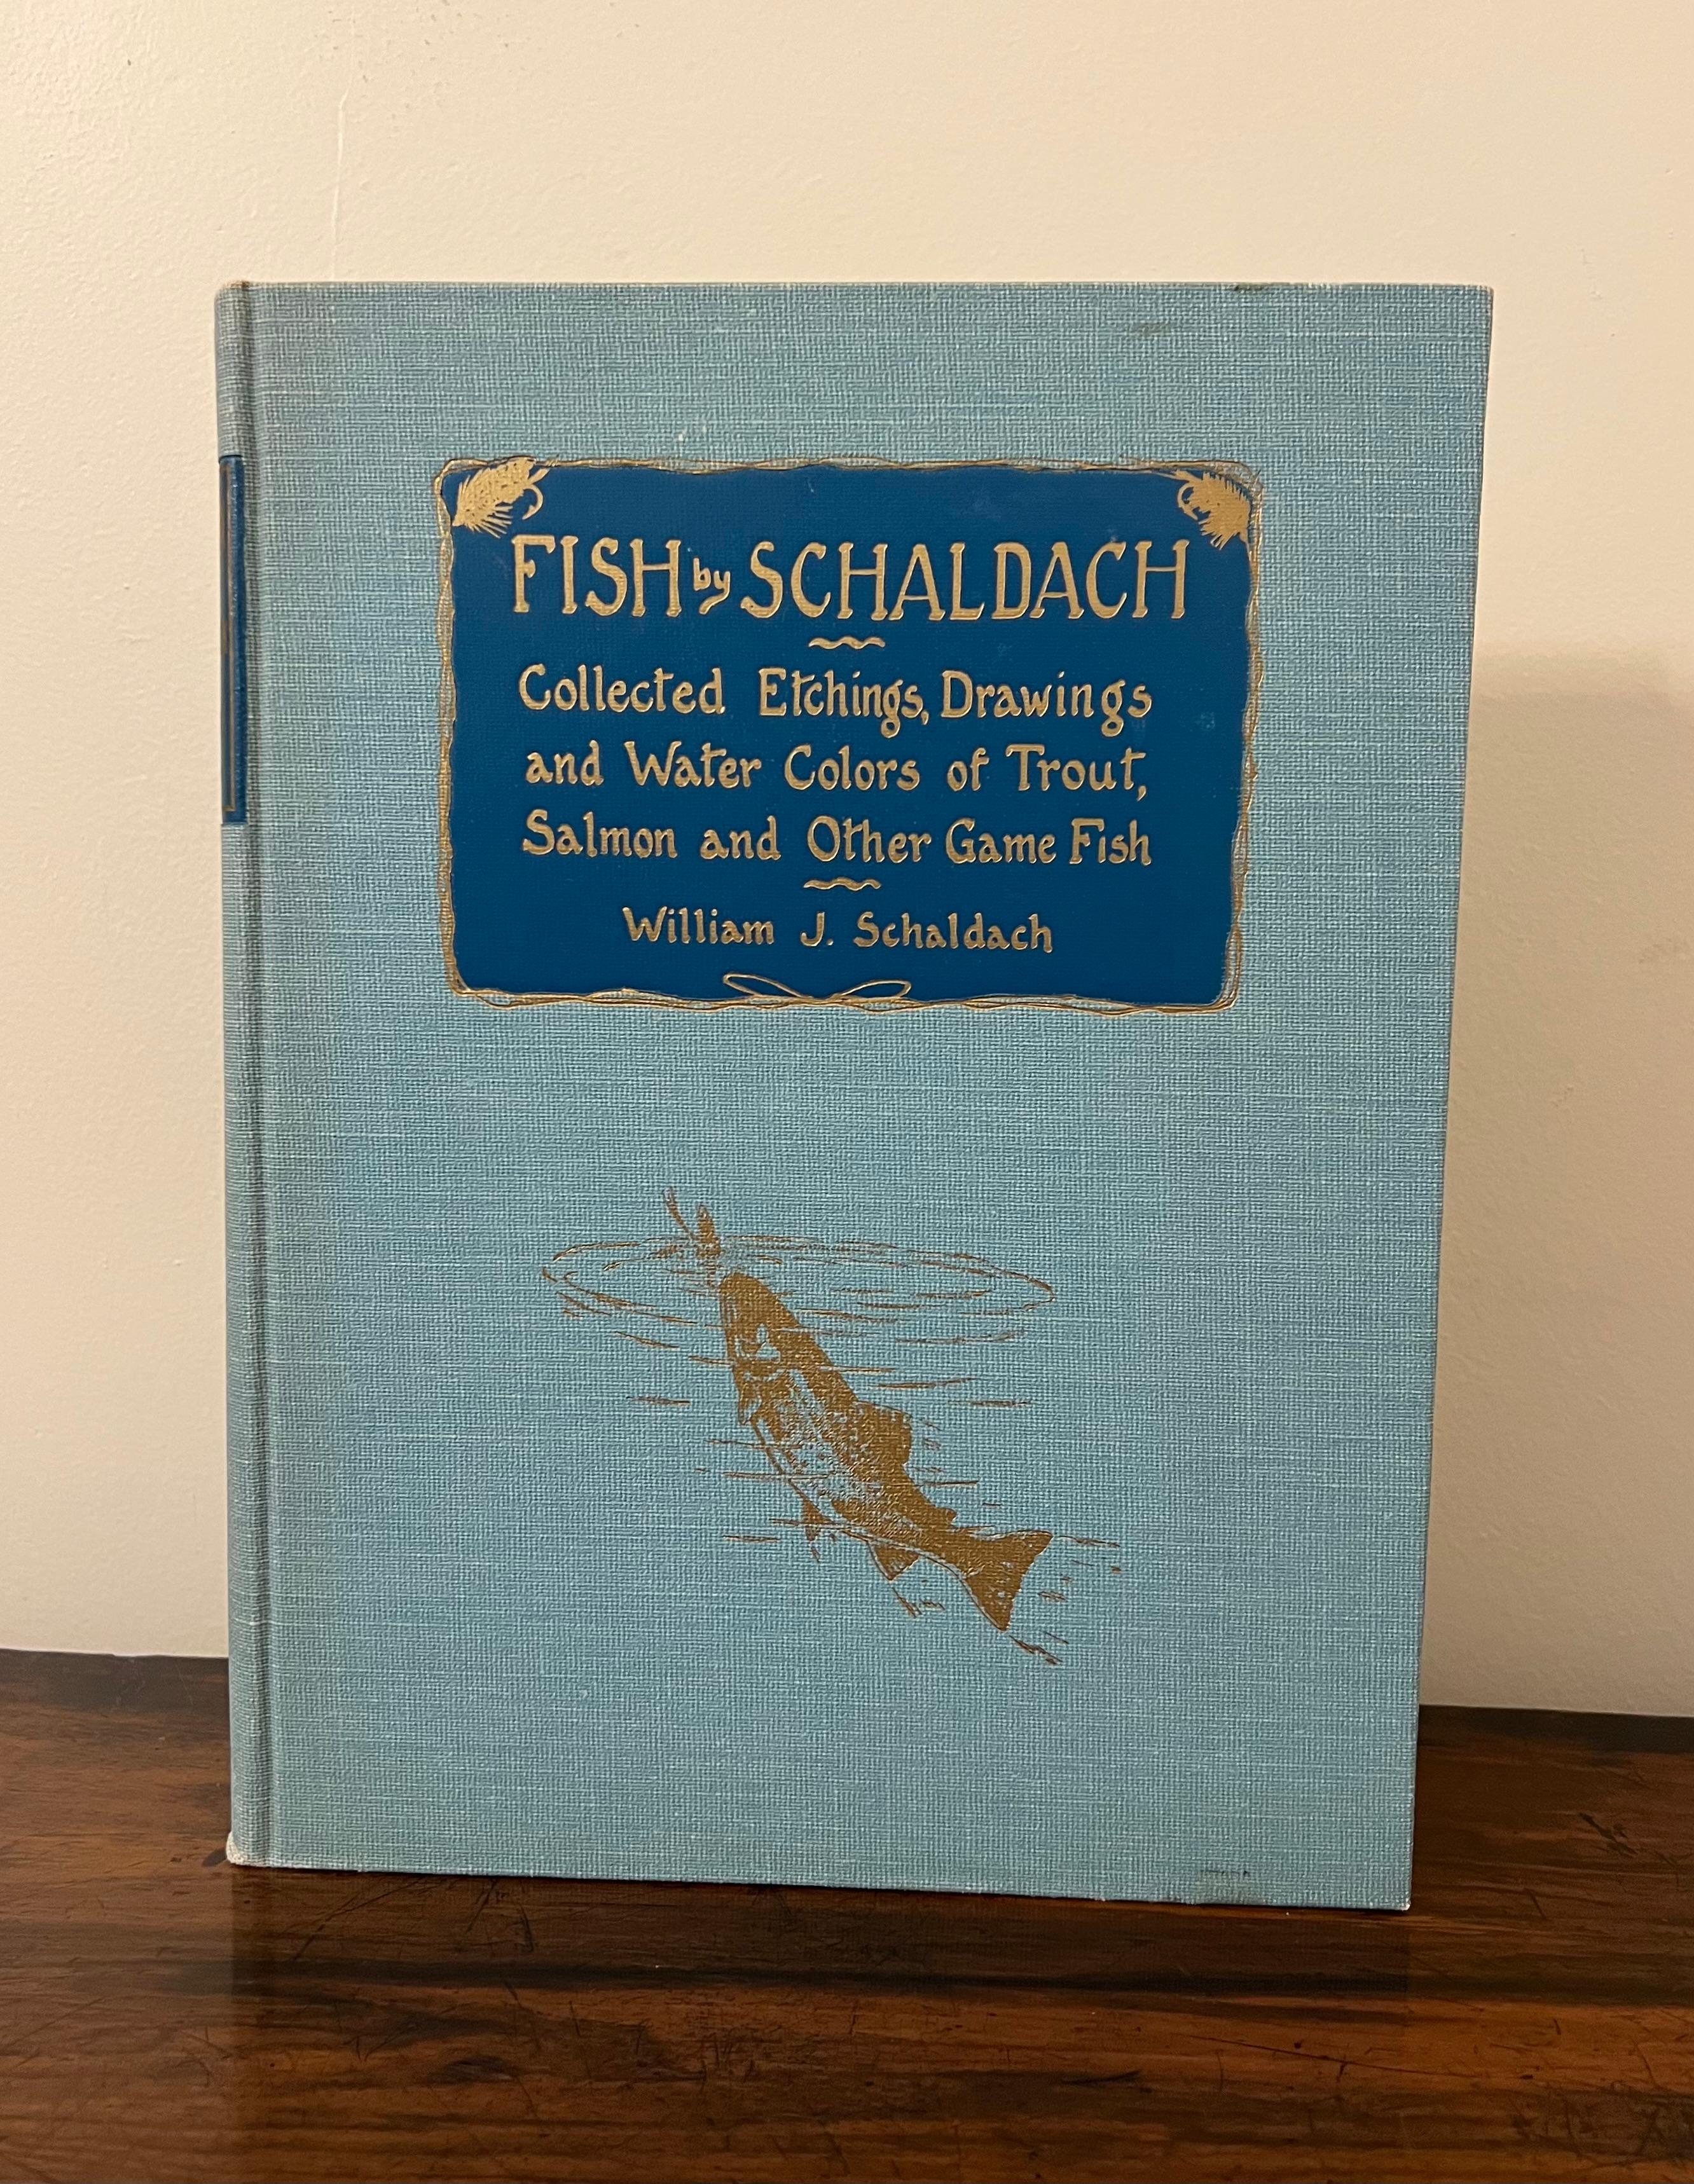 FISH by SCHALDACH
Collected Etchings, Drawings
and Water Colors of Trout,
Salmon and Other Game Fish
William J. Schaldach